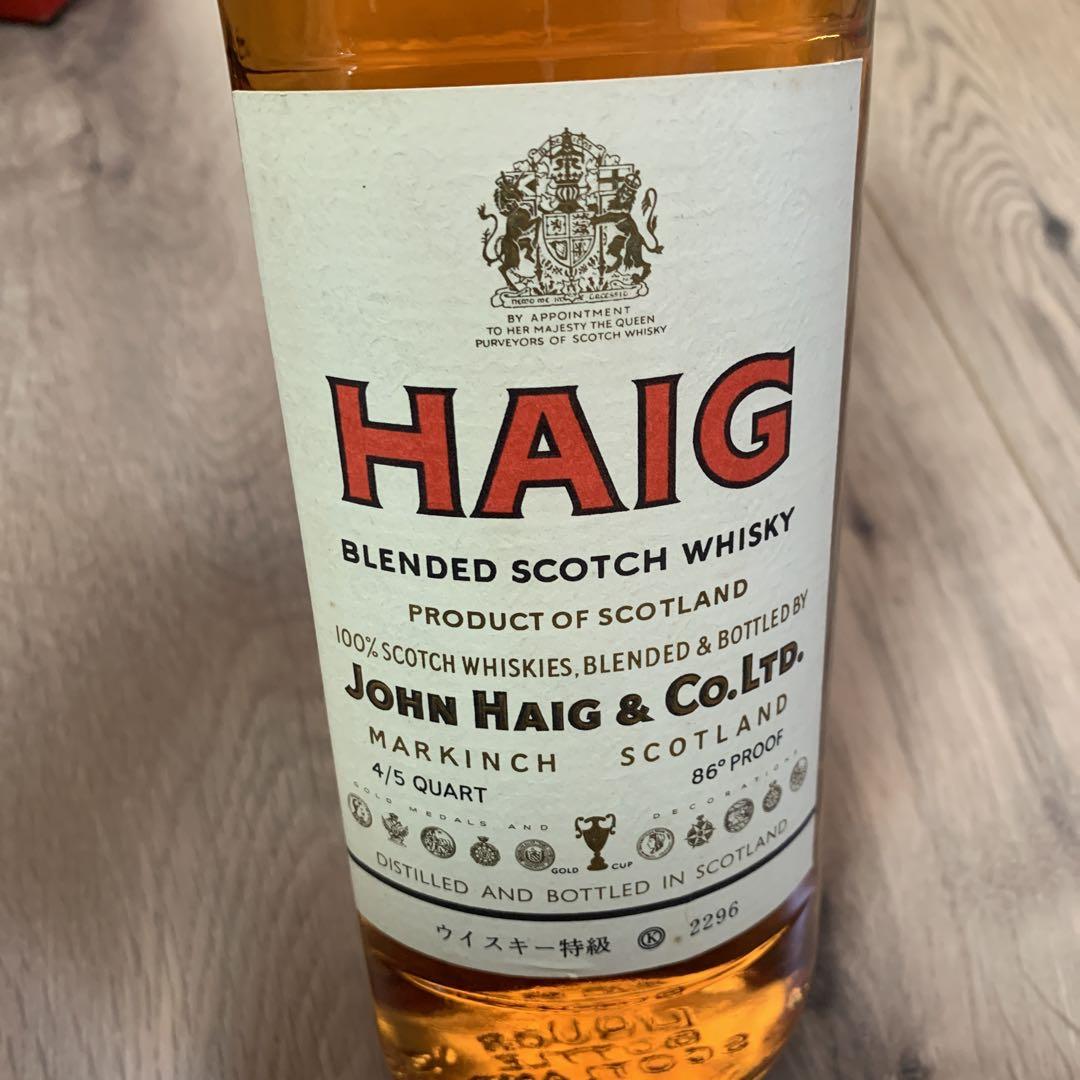 BY APPOINTMENT
TO HER MAJESTY THE QUEEN
PURVEYORS OF SCOTCH WHISKY
HAIG
BLENDED SCOTCH WHISKY
PRODUCT OF SCOTLAND
100% SCOTCH WHISKIES, BLENDED & BOTTLED BY
JOHN HAIG & CO. LTD.
MARKINCH SCOTLAND
4/5 QUART 86° PROOF
GOLD MEDALS AND DECORATIONS
GOLD CUP
DISTILLED AND BOTTLED IN SCOTLAND
ウイスキー特級 Ⓚ 2296